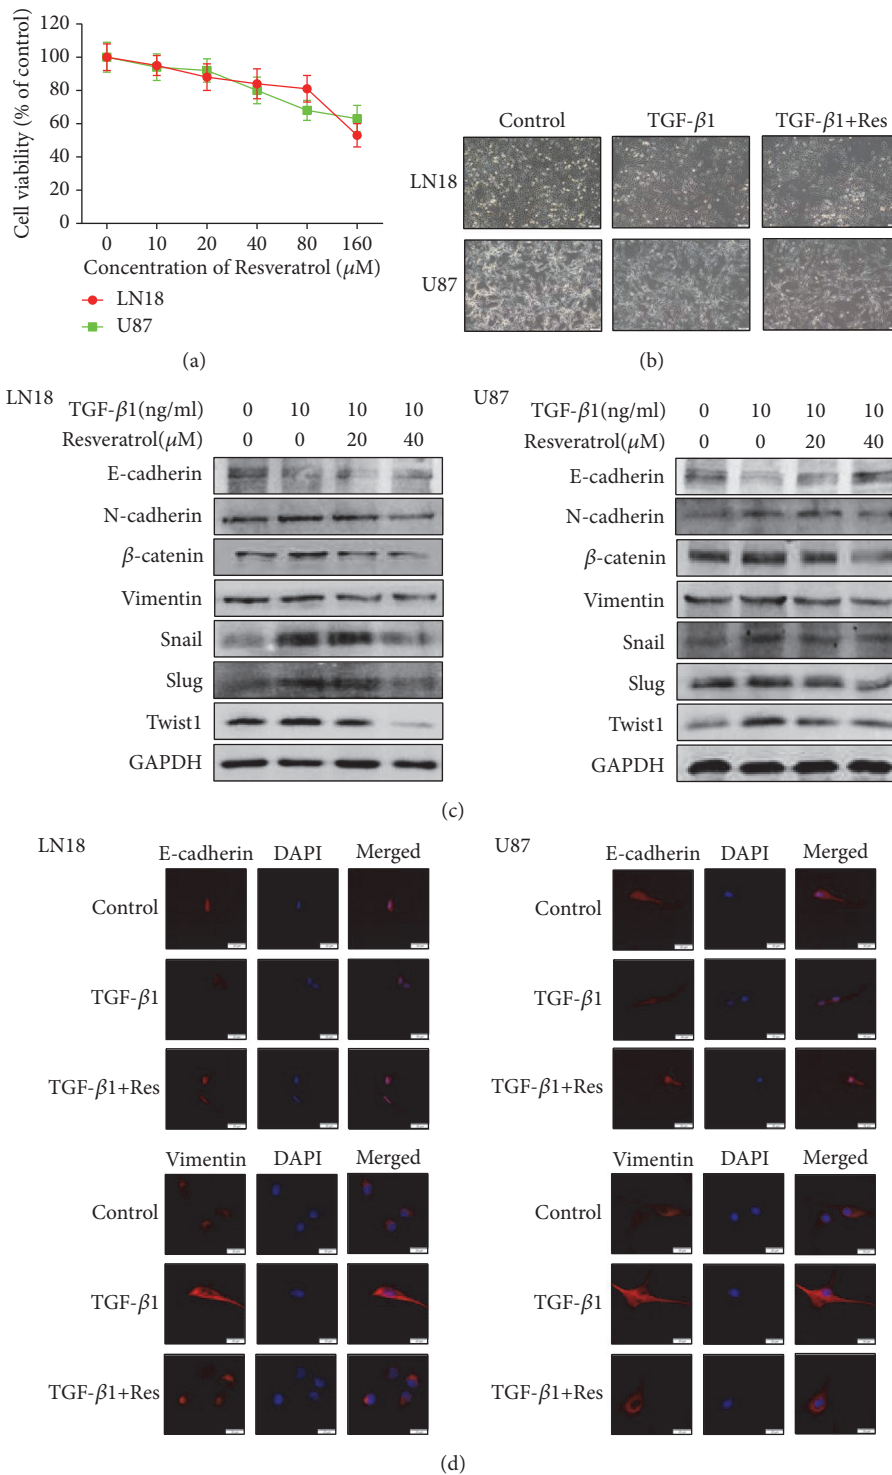 Cell viability (% of control)
120
100
80
60
40
20
0
0 10 20 40 80 160
Concentration of Resveratrol (μM)
LN18
U87
(a)
Control TGF-β1 TGF-β1+Res
LN18
U87
(b)
LN18
TGF-β1(ng/ml) 0 10 10 10
Resveratrol(μM) 0 0 20 40
E-cadherin
N-cadherin
β-catenin
Vimentin
Snail
Slug
Twist1
GAPDH
U87
TGF-β1(ng/ml) 0 10 10 10
Resveratrol(μM) 0 0 20 40
E-cadherin
N-cadherin
β-catenin
Vimentin
Snail
Slug
Twist1
GAPDH
(c)
LN18
E-cadherin DAPI Merged
Control
TGF-β1
TGF-β1+Res
Vimentin DAPI Merged
Control
TGF-β1
TGF-β1+Res
U87
E-cadherin DAPI Merged
Control
TGF-β1
TGF-β1+Res
Vimentin DAPI Merged
Control
TGF-β1
TGF-β1+Res
(d)